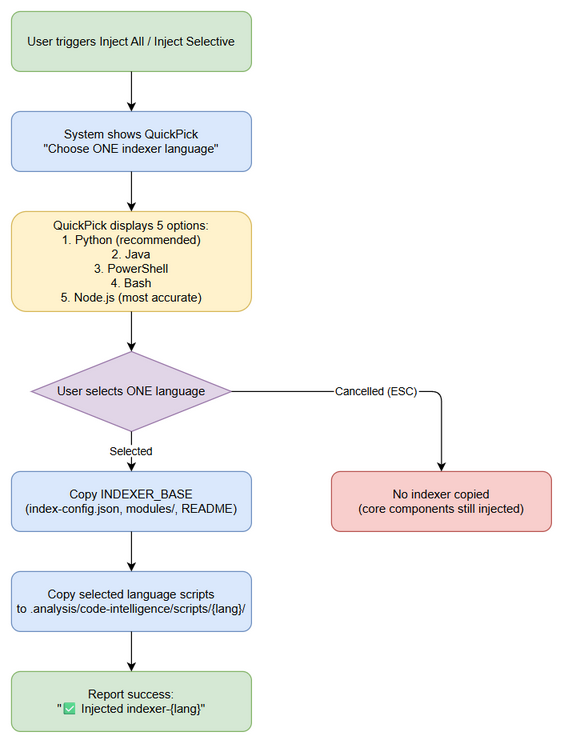 User triggers Inject All / Inject Selective
System shows QuickPick
"Choose ONE indexer language"
QuickPick displays 5 options:
1. Python (recommended)
2. Java
3. PowerShell
4. Bash
5. Node.js (most accurate)
User selects ONE language
Cancelled (ESC)
Selected
Copy INDEXER_BASE
(index-config.json, modules/, README)
No indexer copied
(core components still injected)
Copy selected language scripts
to .analysis/code-intelligence/scripts/{lang}/
Report success:
"✅ Injected indexer-{lang}"